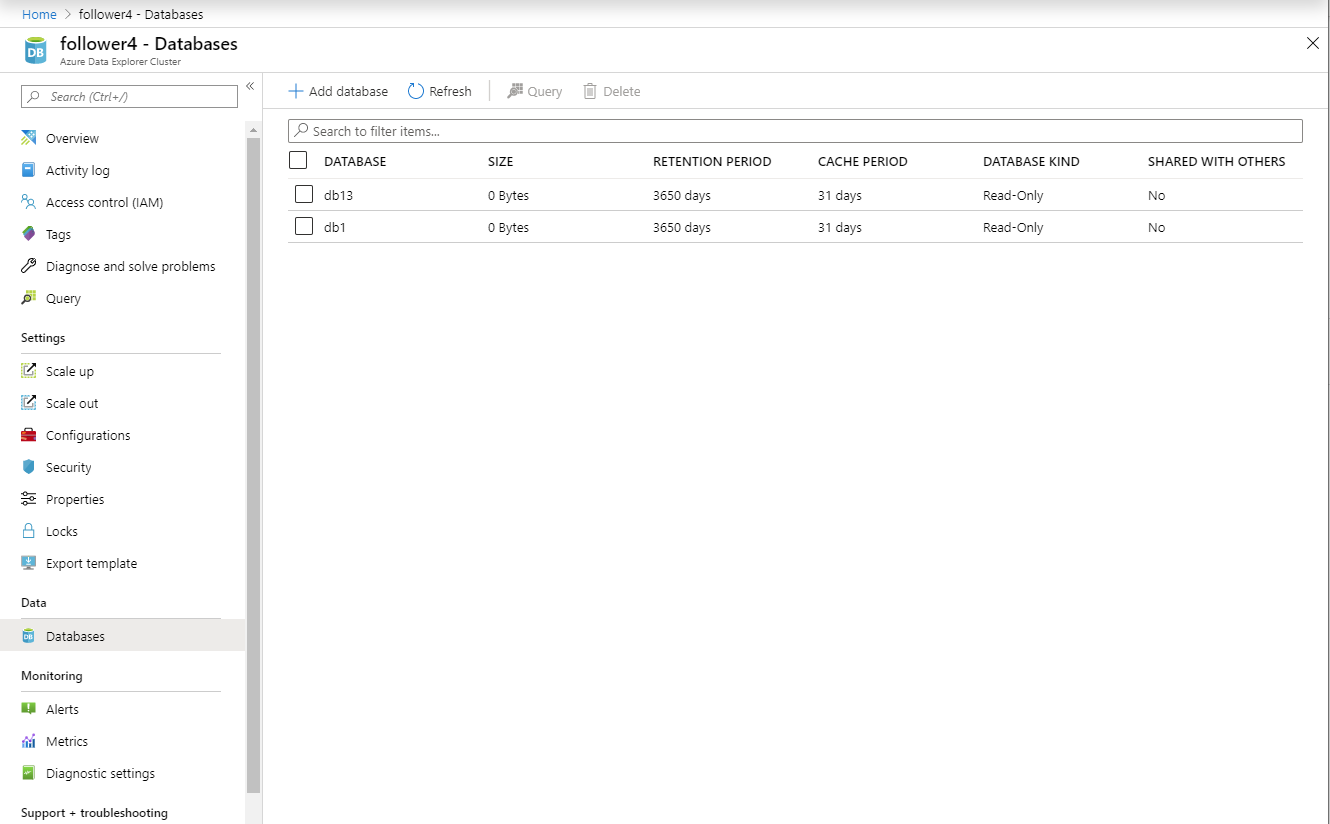 Home > follower4 - Databases
DB
follower4 - Databases
Azure Data Explorer Cluster
Search (Ctrl+/)
Overview
Activity log
Access control (IAM)
Tags
Diagnose and solve problems
Query
Settings
Scale up
Scale out
Configurations
Security
Properties
Locks
Export template
Data
DB Databases
Monitoring
Alerts
Metrics
Diagnostic settings
Support + troubleshooting
Add database Refresh Query Delete
Search to filter items...
DATABASE SIZE RETENTION PERIOD CACHE PERIOD DATABASE KIND SHARED WITH OTHERS
db13 0 Bytes 3650 days 31 days Read-Only No
db1 0 Bytes 3650 days 31 days Read-Only No